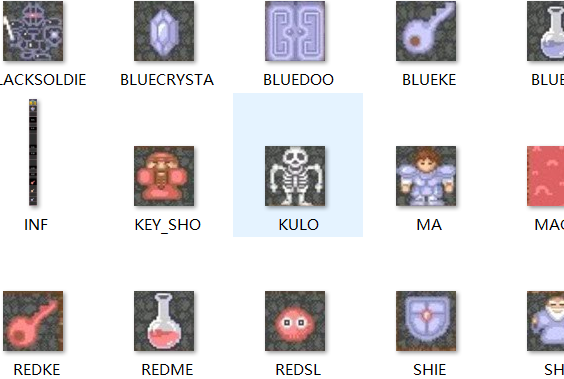 LACKSOLDIE BLUECRYSTA BLUEDOO BLUEKE BLUE
INF KEY_SHO KULO MA MAG
REDKE REDME REDSL SHIE SH